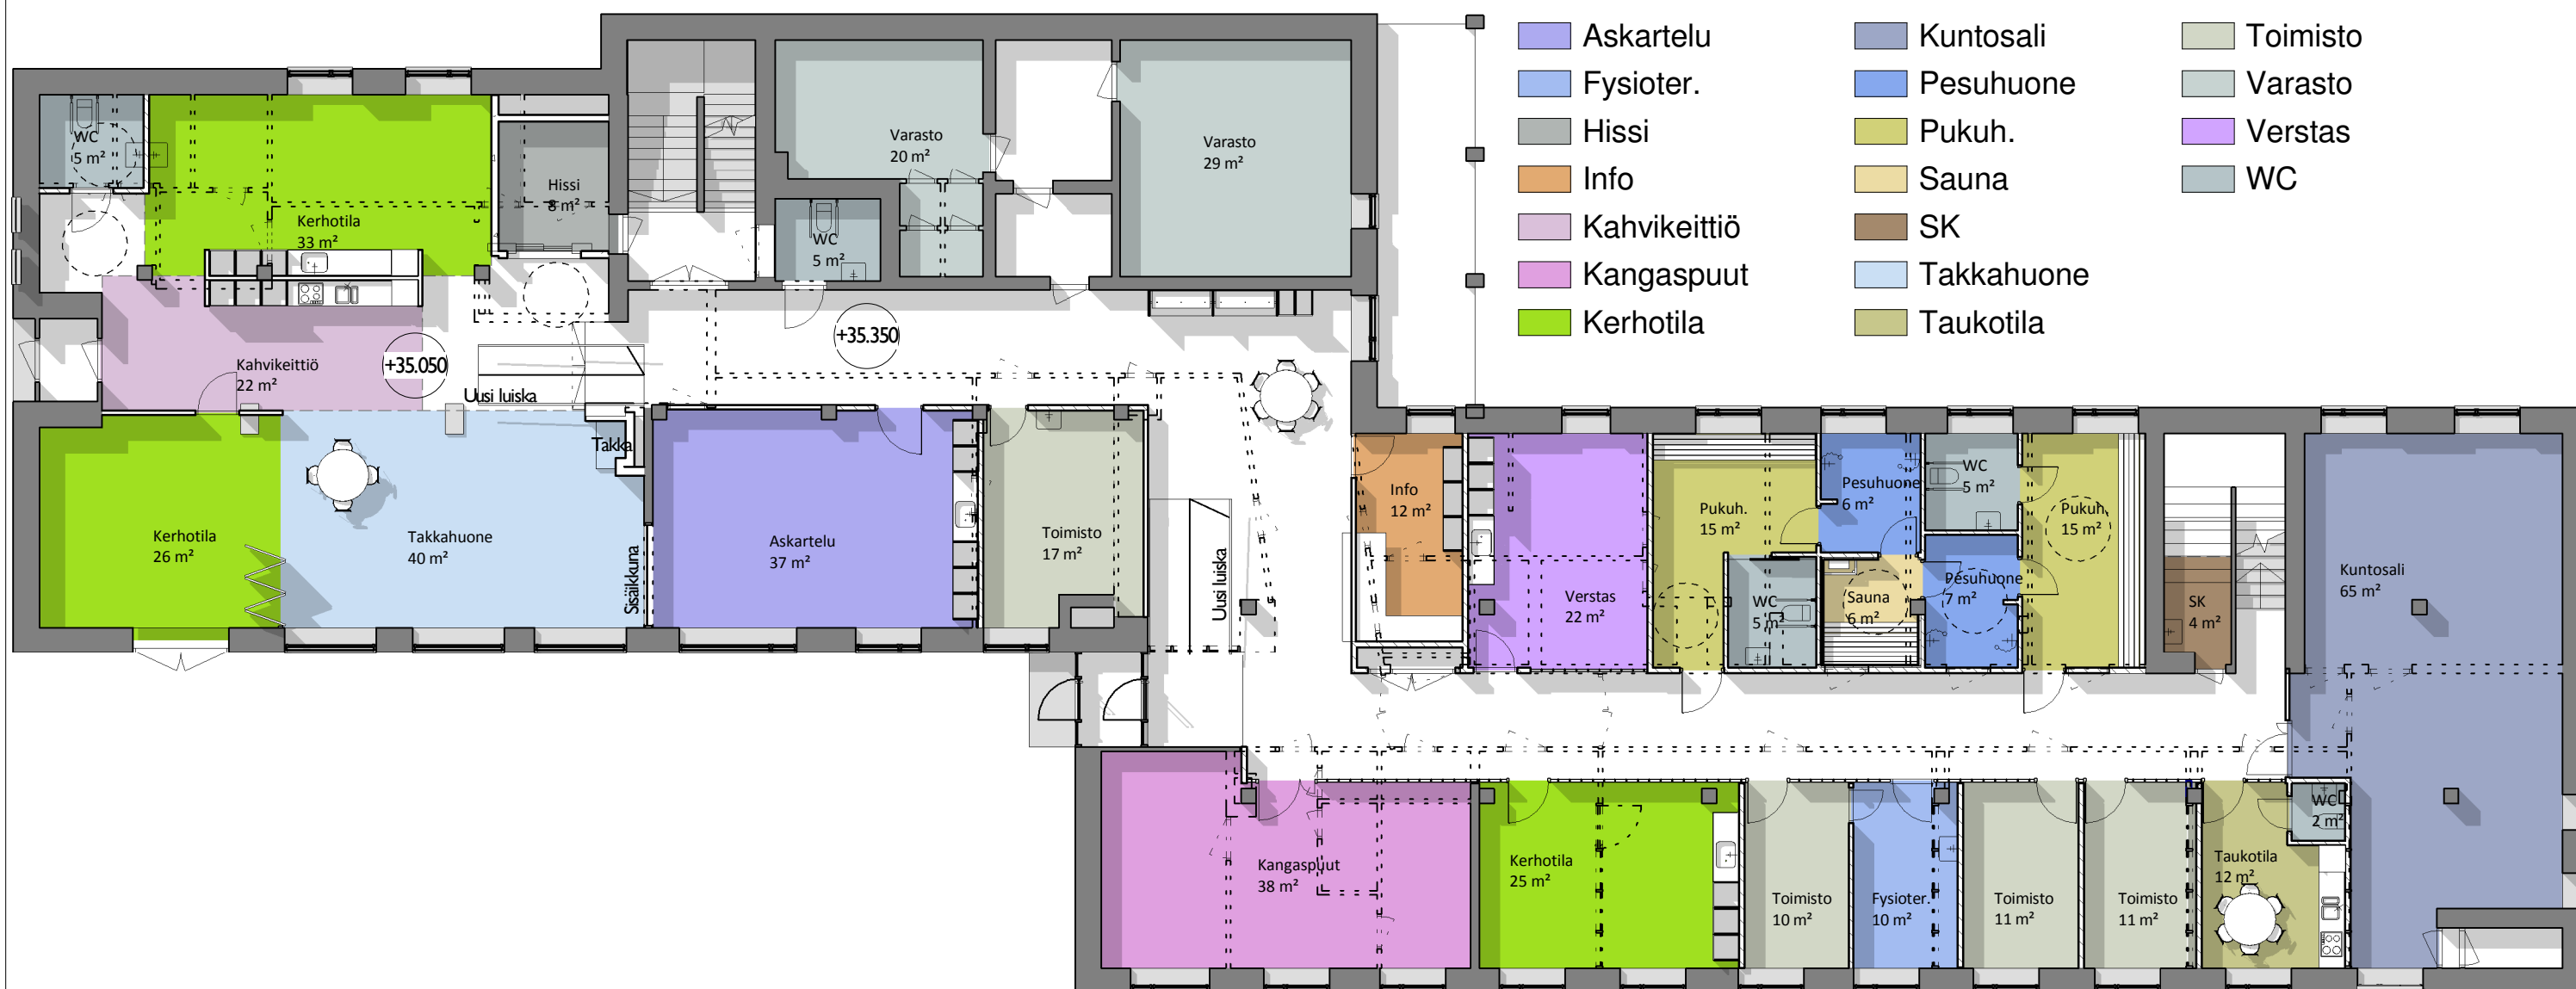 Askartelu
Fysioter.
Hissi
Info
Kahvikeittiö
Kangaspuut
Kerhotila
Kuntosali
Pesuhuone
Pukuh.
Sauna
SK
Takkahuone
Taukotila
Toimisto
Varasto
Verstas
WC
WC
5 m²
Kerhotila
33 m²
Hissi
8 m²
Varasto
20 m²
WC
5 m²
Varasto
29 m²
Kahvikeittiö
22 m²
+35.050
+35.350
Uusi luiska
Takka
Kerhotila
26 m²
Takkahuone
40 m²
Sisäikkuna
Askartelu
37 m²
Toimisto
17 m²
Uusi luiska
Info
12 m²
Verstas
22 m²
Pukuh.
15 m²
WC
5 m²
Pesuhuone
6 m²
Sauna
6 m²
WC
5 m²
Pesuhuone
7 m²
Pukuh.
15 m²
SK
4 m²
Kuntosali
65 m²
Kangaspuut
38 m²
Kerhotila
25 m²
Toimisto
10 m²
Fysioter.
10 m²
Toimisto
11 m²
Toimisto
11 m²
Taukotila
12 m²
WC
2 m²